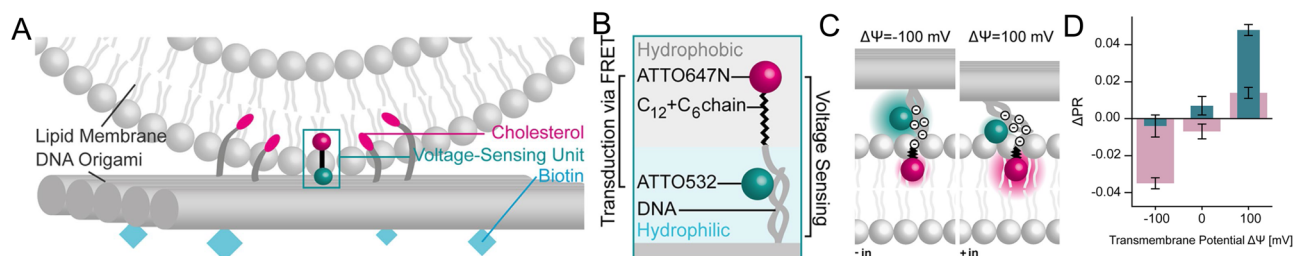 A
Lipid Membrane
DNA Origami
Cholesterol
Voltage-Sensing Unit
Biotin
B
Transduction via FRET
Hydrophobic
ATTO647N
C12+C6chain
ATTO532
DNA
Hydrophilic
Voltage Sensing
C
ΔΨ=-100 mV
ΔΨ=100 mV
- in
+ in
D
ΔPR
0.04
0.02
0.00
-0.02
-0.04
-100
0
100
Transmembrane Potential ΔΨ [mV]